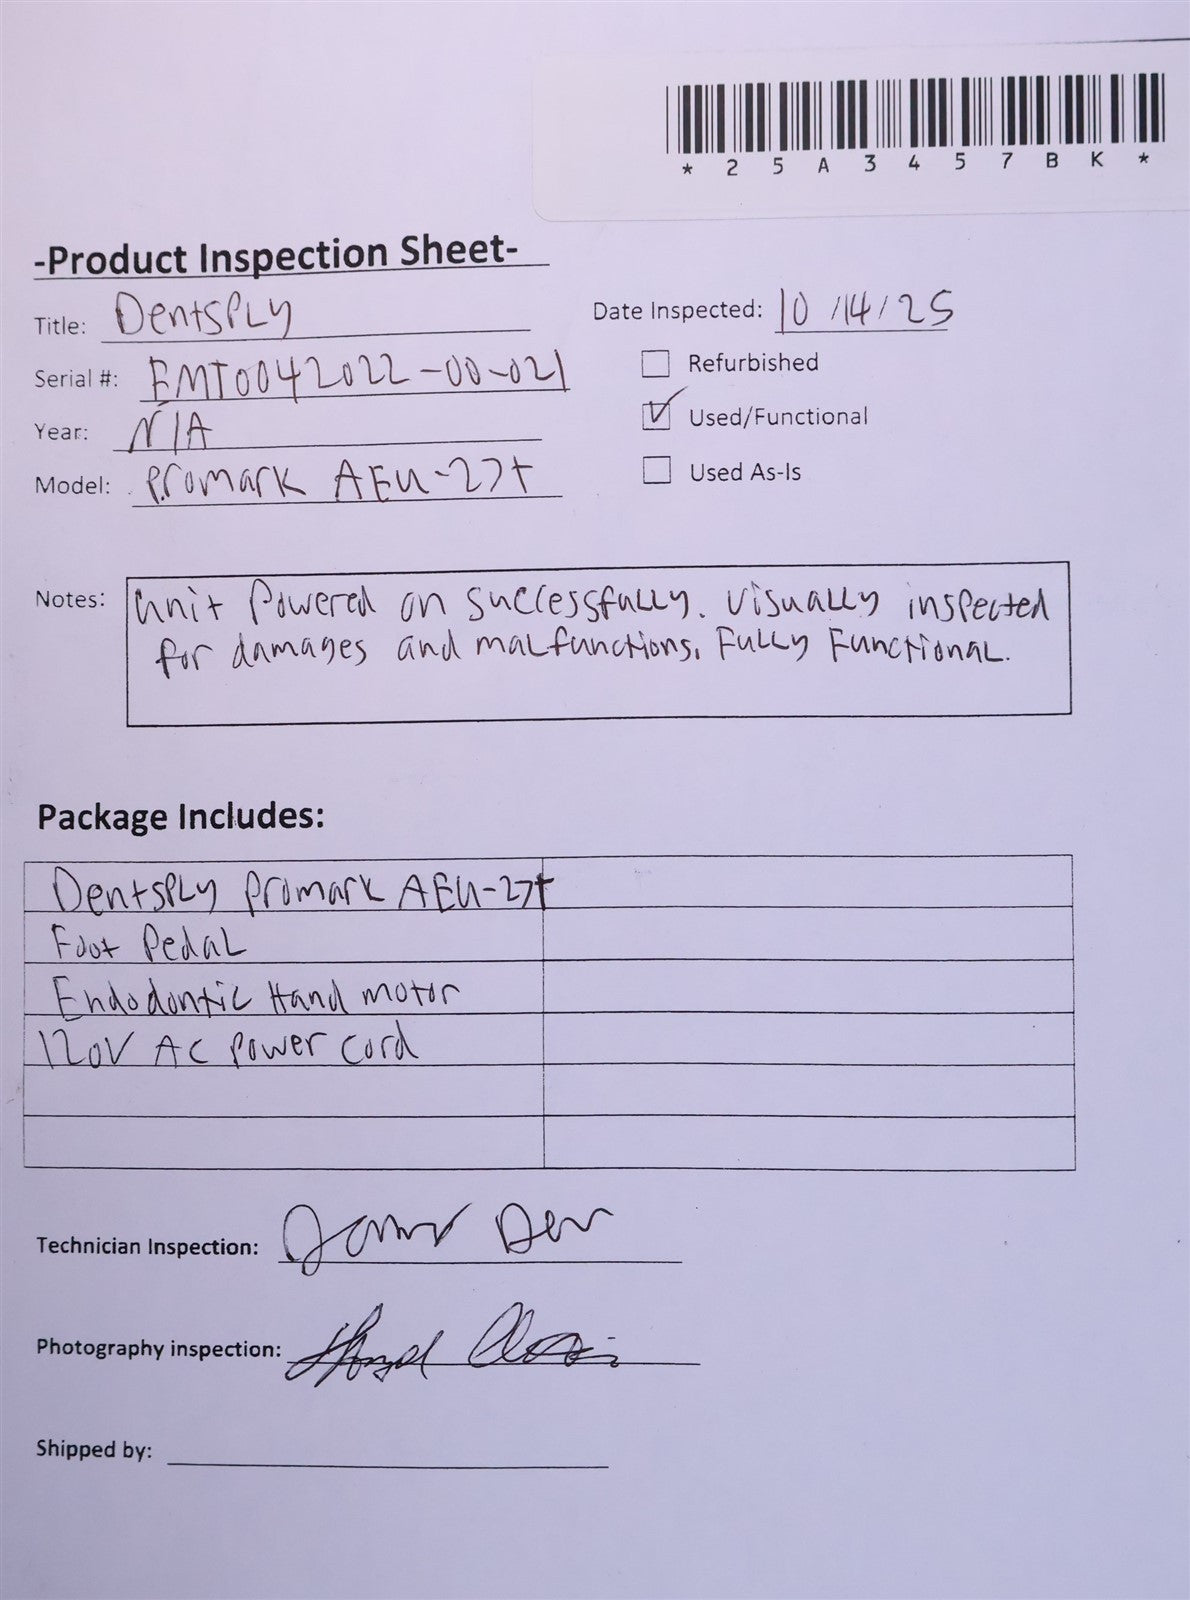 *25A3457BK*
-Product Inspection Sheet-
Title: Dentsply
Date Inspected: 10/14/25
Serial #: EMT0042022-00-021
Refurbished
Year: N/A
Used/Functional
Model: Promark AEU-27t
Used As-Is
Notes: Unit Powered on successfully. Visually inspected
for damages and malfunctions. Fully Functional.
Package Includes:
Dentsply Promark AEU-27t
Foot Pedal
Endodontic Hand motor
120V AC Power Cord
Technician Inspection:
Photography inspection:
Shipped by: